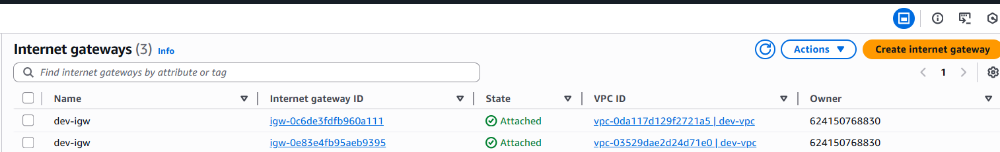 Internet gateways (3) Info
Actions
Create internet gateway
Find internet gateways by attribute or tag
1
Name Internet gateway ID State VPC ID Owner
dev-igw igw-0c6de3fdfb960a111 Attached vpc-0da117d129f2721a5 | dev-vpc 624150768830
dev-igw igw-0e83e4fb95aeb9395 Attached vpc-03529dae2d24d71e0 | dev-vpc 624150768830